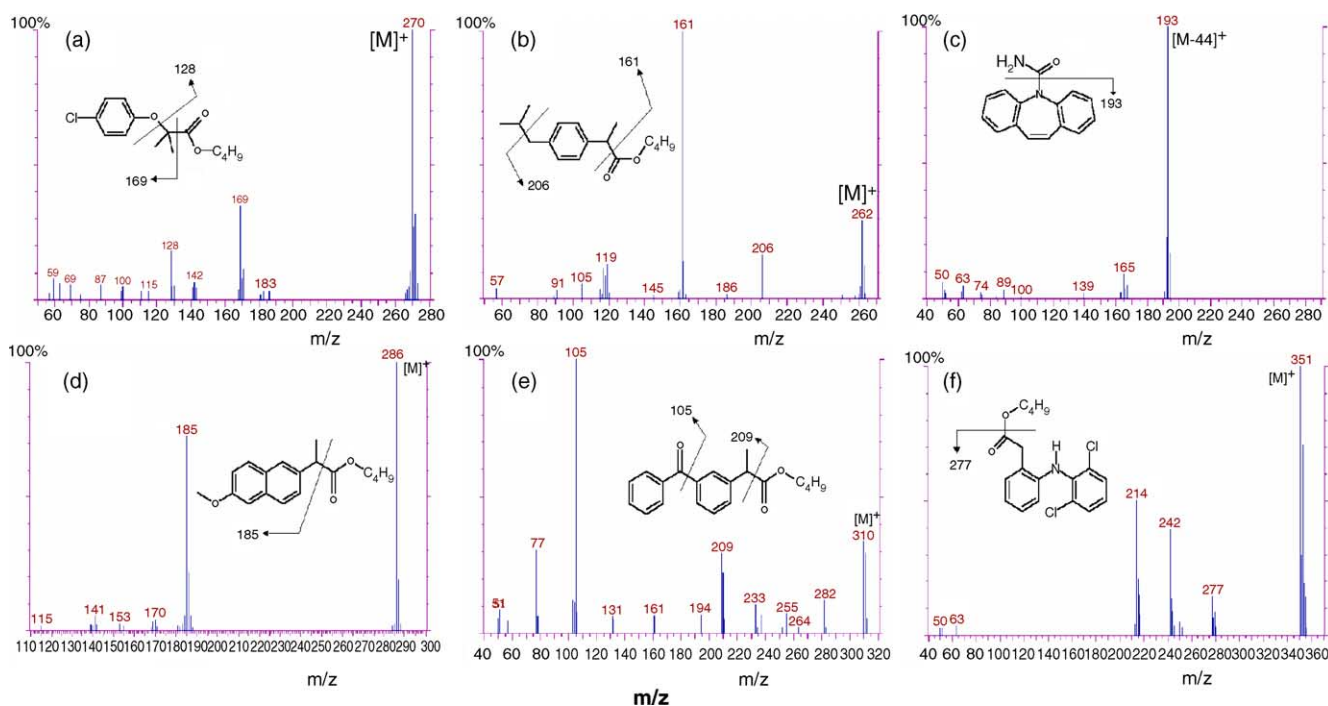 100%
(a)
270
[M]+
128
Cl
O
O
O
C4H9
169
169
128
59
69
87
100
115
142
183
60 80 100 120 140 160 180 200 220 240 260 280
m/z
(b)
161
161
O
O
C4H9
206
[M]+
262
206
119
57
91
105
145
186
60 80 100 120 140 160 180 200 220 240 260
m/z
100%
(c)
193
[M-44]+
H2N
O
N
193
50
63
74
89
100
139
165
40 60 80 100 120 140 160 180 200 220 240 260 280
m/z
100%
(d)
286
[M]+
185
O
O
O
C4H9
185
115
141
153
170
110 120 130 140 150 160 170 180 190 200 210 220 230 240 250 260 270 280 290 300
m/z
100%
(e)
105
105
209
O
O
O
C4H9
[M]+
310
77
209
51
131
161
194
233
255
264
282
40 60 80 100 120 140 160 180 200 220 240 260 280 300 320
m/z
m/z
100%
(f)
351
[M]+
C4H9
O
O
277
H
N
Cl
Cl
214
242
277
50
63
40 60 80 100 120 140 160 180 200 220 240 260 280 300 320 340 360
m/z